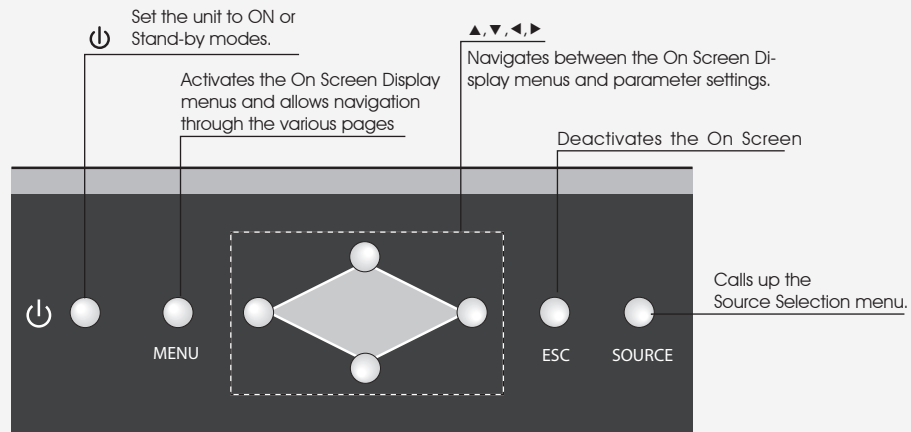 Set the unit to ON or
⏻ Stand-by modes.
Activates the On Screen Display
menus and allows navigation
through the various pages
▲,▼,◀,▶
Navigates between the On Screen Di-
splay menus and parameter settings.
Deactivates the On Screen
Calls up the
Source Selection menu.
⏻
MENU
ESC
SOURCE